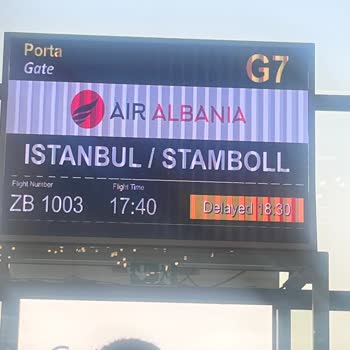 Porta
Gate
G7
AIR ALBANIA
ISTANBUL / STAMBOLL
Flight Number
Flight Time
ZB 1003
17:40
Delayed 18:30